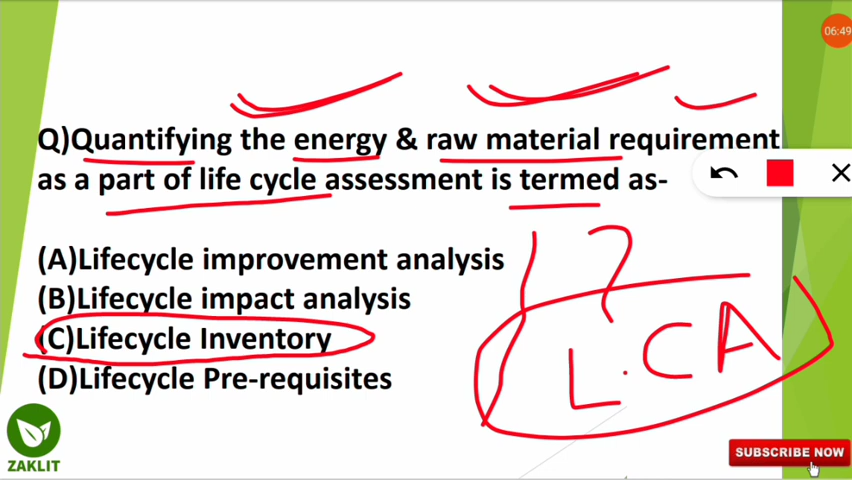 06:49
Q)Quantifying the energy & raw material requirement
as a part of life cycle assessment is termed as-
(A)Lifecycle improvement analysis
(B)Lifecycle impact analysis
(C)Lifecycle Inventory
(D)Lifecycle Pre-requisites
L.CA
ZAKLIT
SUBSCRIBE NOW